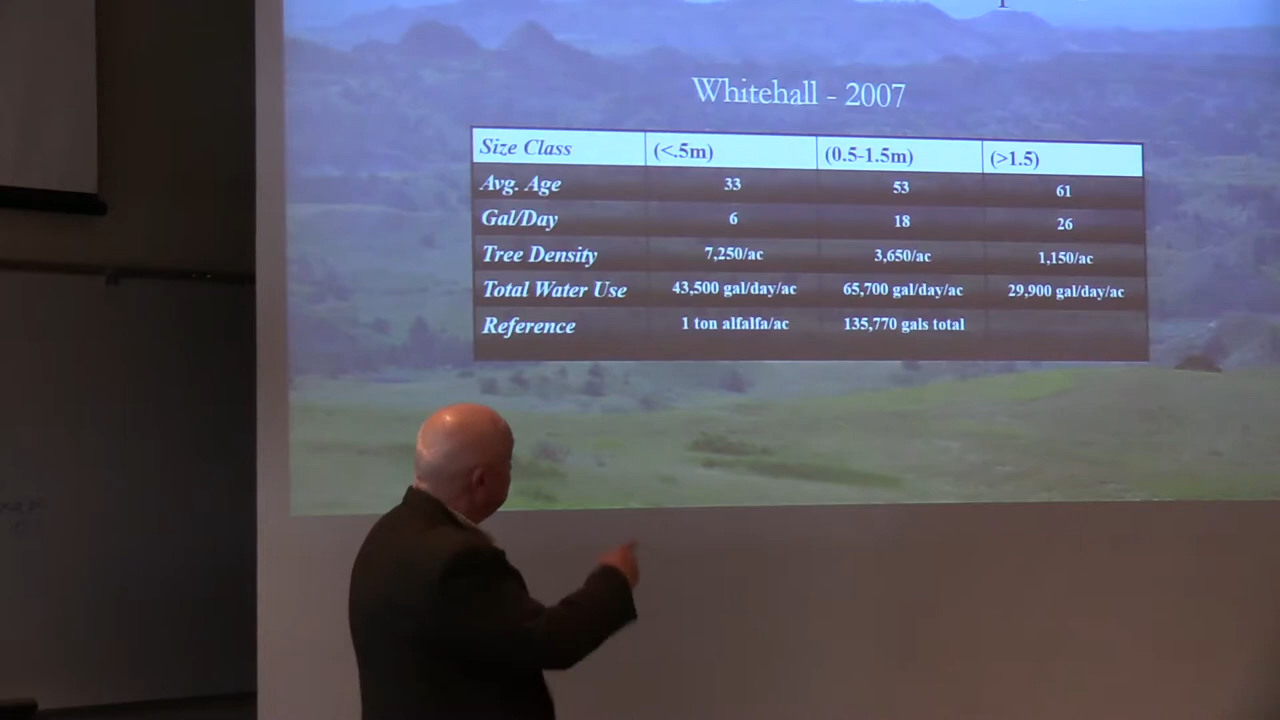 Whitehall - 2007
Size Class (<.5m) (0.5-1.5m) (>1.5)
Avg. Age 33 53 61
Gal/Day 6 18 26
Tree Density 7,250/ac 3,650/ac 1,150/ac
Total Water Use 43,500 gal/day/ac 65,700 gal/day/ac 29,900 gal/day/ac
Reference 1 ton alfalfa/ac 135,770 gals total